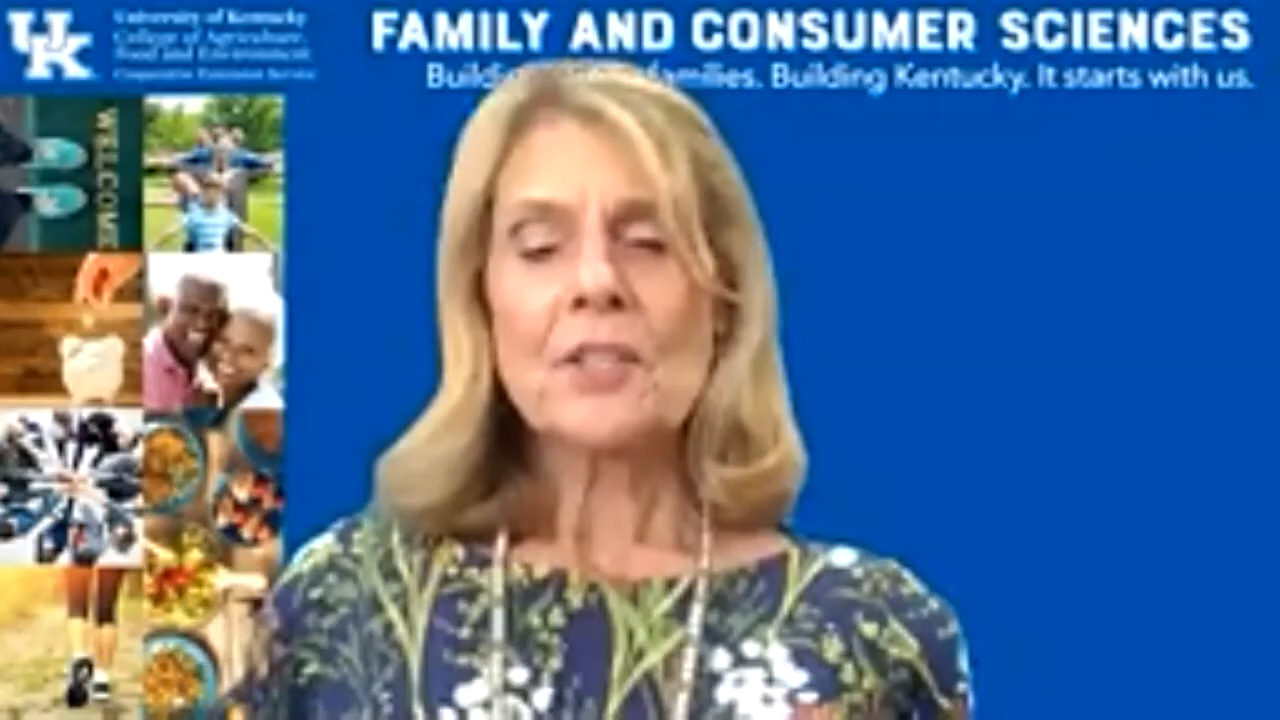 UK
University of Kentucky
College of Agriculture,
Food and Environment
Cooperative Extension Service
FAMILY AND CONSUMER SCIENCES
families. Building Kentucky. It starts with us.
WELCOME